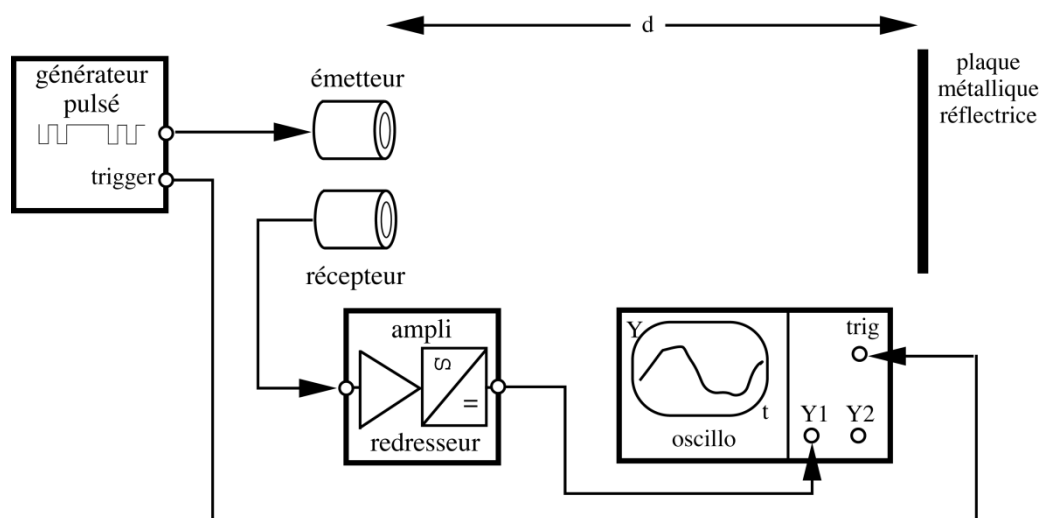 d
générateur
pulsé
trigger
émetteur
récepteur
plaque
métallique
réflectrice
ampli
=
redresseur
Y
t
oscillo
trig
Y1 Y2